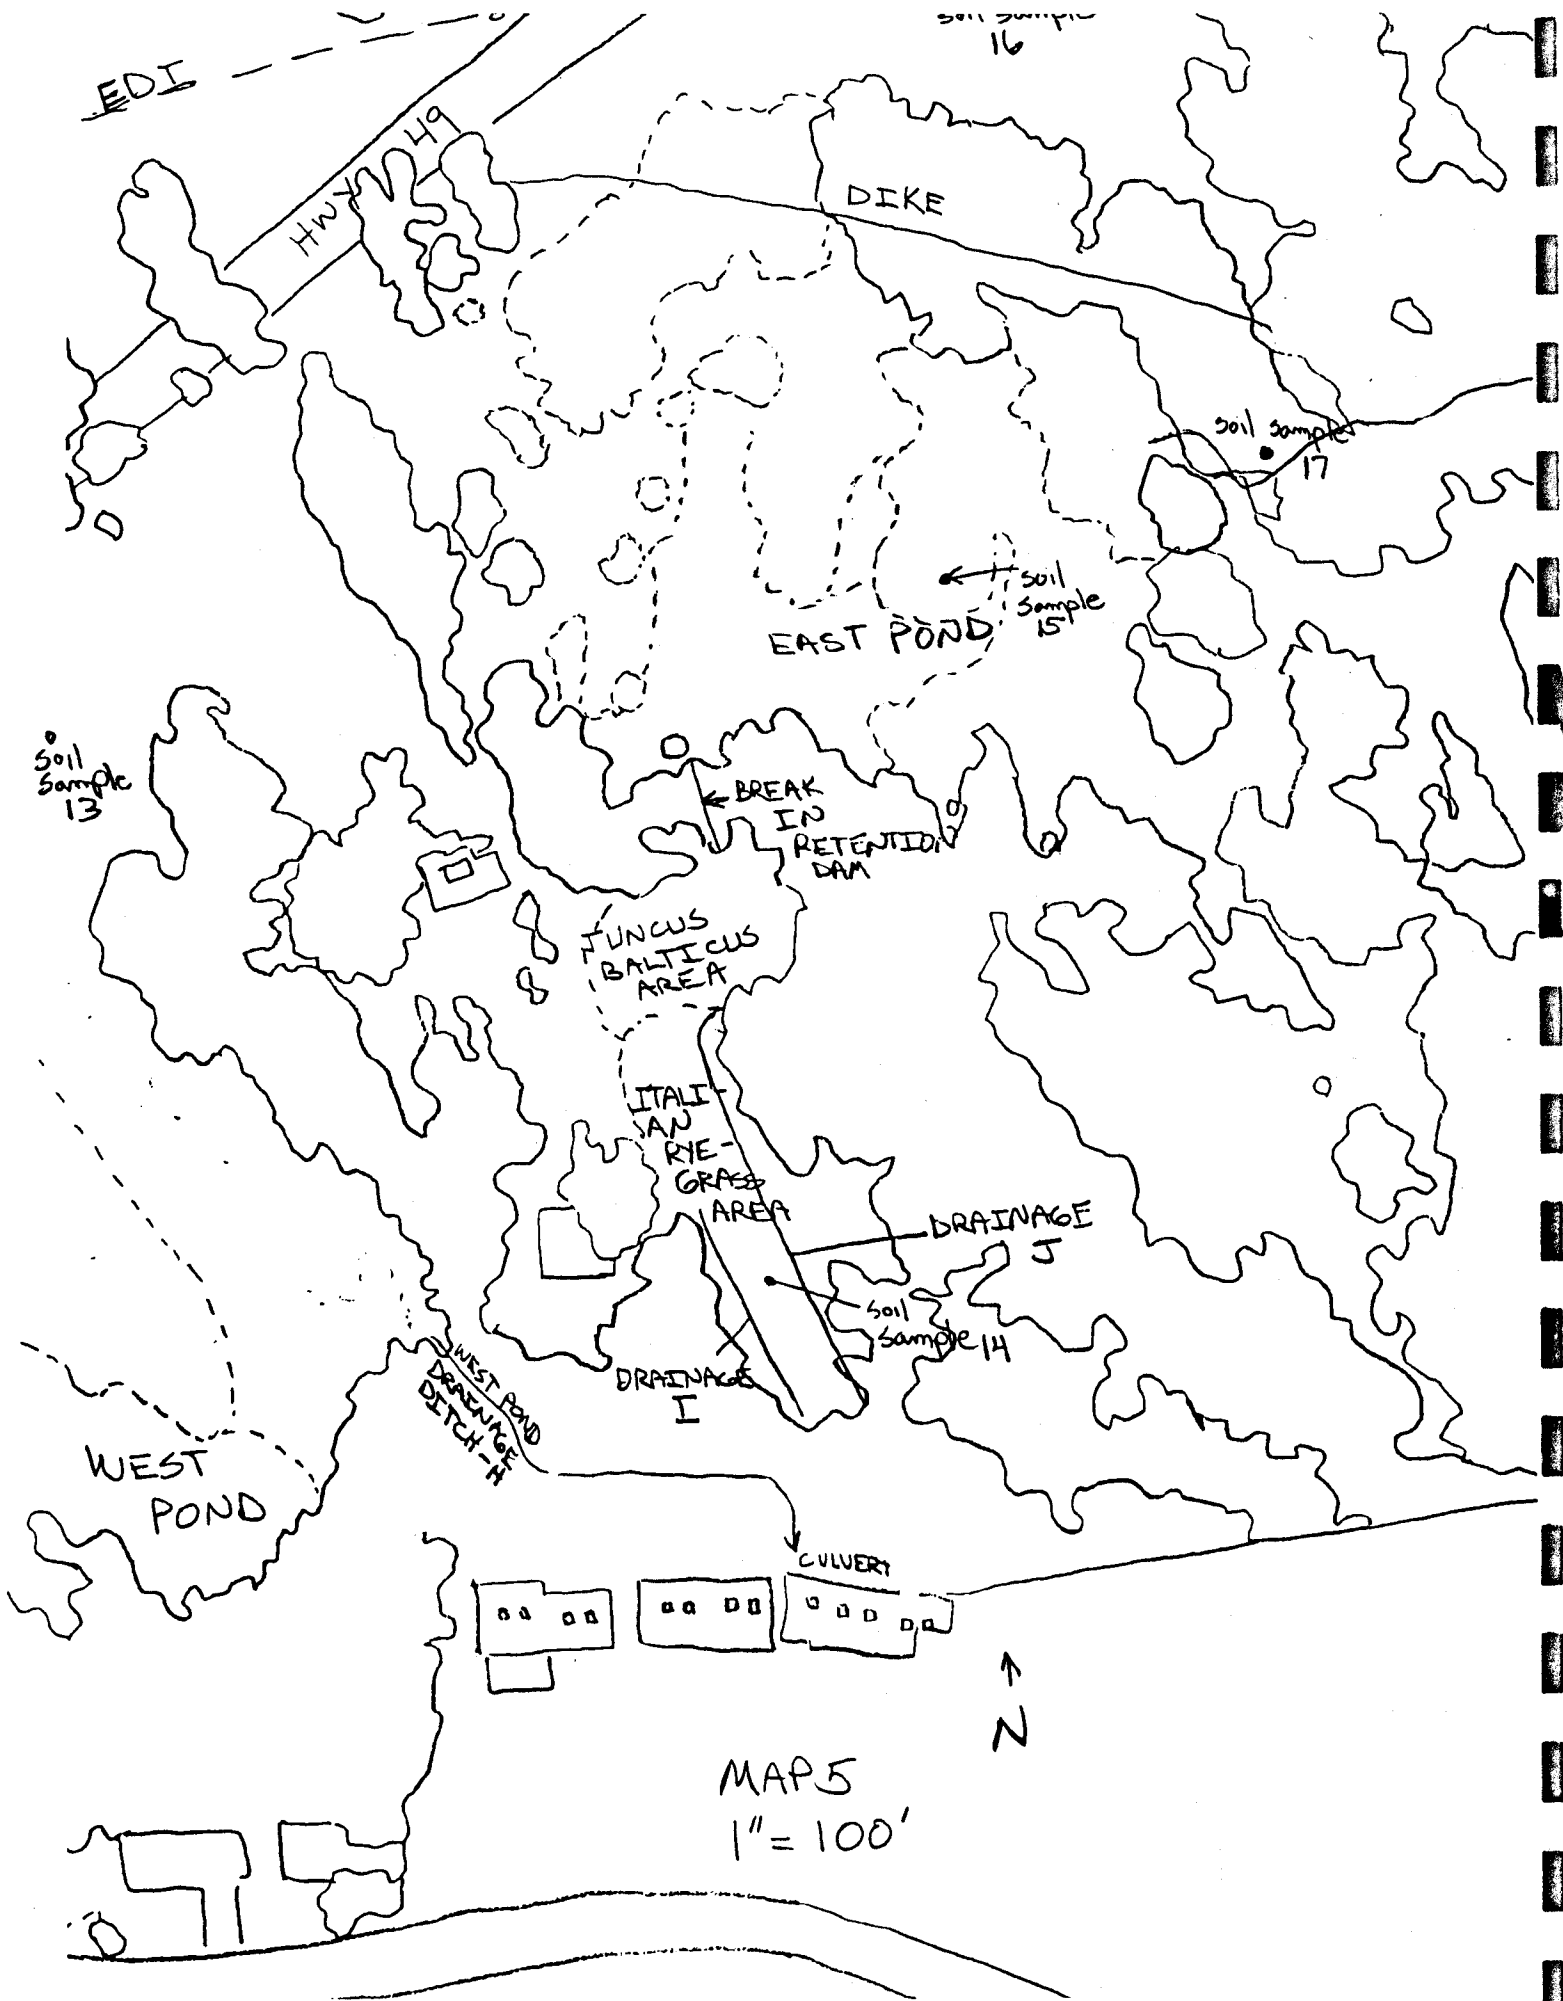 soil sample
16
EDI
HWY 49
DIKE
soil sample
17
soil
sample
15
EAST POND
soil
sample
13
BREAK
IN
RETENTION
DAM
JUNCUS
BALTICUS
AREA
ITALI-
AN
RYE-
GRASS
AREA
DRAINAGE
J
soil
sample 14
DRAINAGE
I
WEST POND
DRAINAGE
DITCH-H
WEST
POND
CULVERT
N
MAP 5
1" = 100'